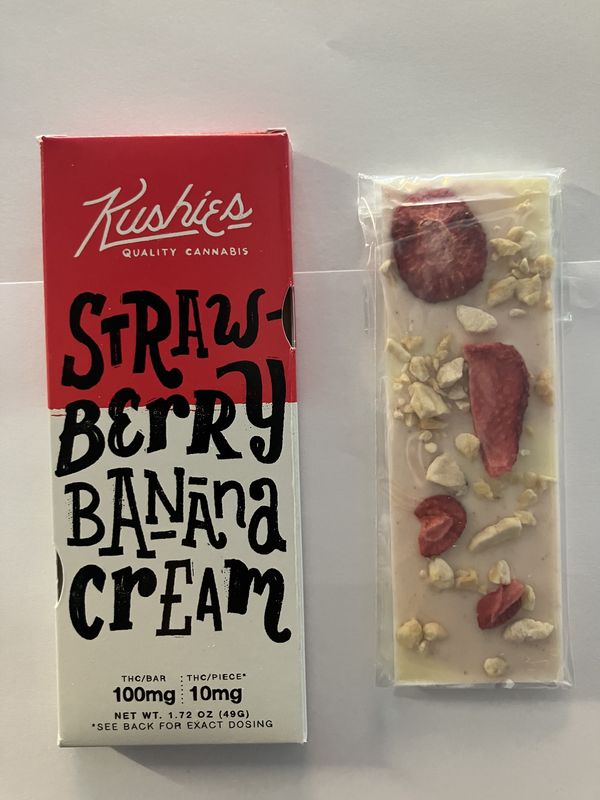 Kushies
QUALITY CANNABIS
STRAW-
BERRY
BANANA
CREAM
THC/BAR THC/PIECE*
100mg 10mg
NET WT. 1.72 OZ (49G)
*SEE BACK FOR EXACT DOSING